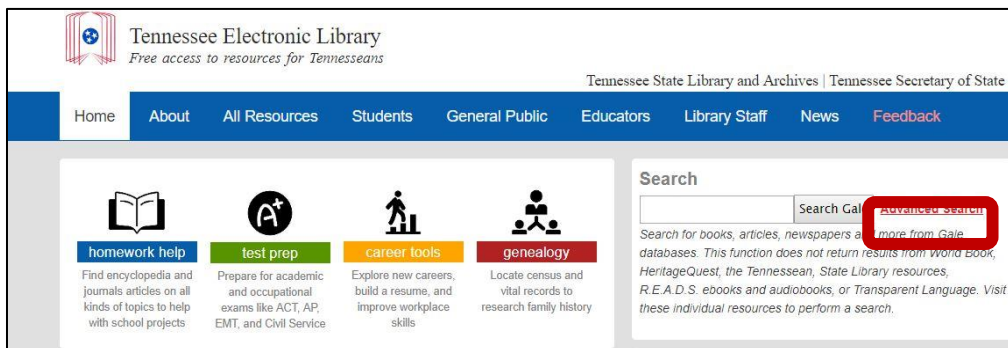 Tennessee Electronic Library
Free access to resources for Tennesseans
Tennessee State Library and Archives | Tennessee Secretary of State
Home About All Resources Students General Public Educators Library Staff News Feedback
homework help
Find encyclopedia and
journals articles on all
kinds of topics to help
with school projects
A+
test prep
Prepare for academic
and occupational
exams like ACT, AP,
EMT, and Civil Service
career tools
Explore new careers,
build a resume, and
improve workplace
skills
genealogy
Locate census and
vital records to
research family history
Search
Search Gale Advanced Search
Search for books, articles, newspapers and more from Gale
databases. This function does not return results from World Book,
HeritageQuest, the Tennessean, State Library resources,
R.E.A.D.S. ebooks and audiobooks, or Transparent Language. Visit
these individual resources to perform a search.